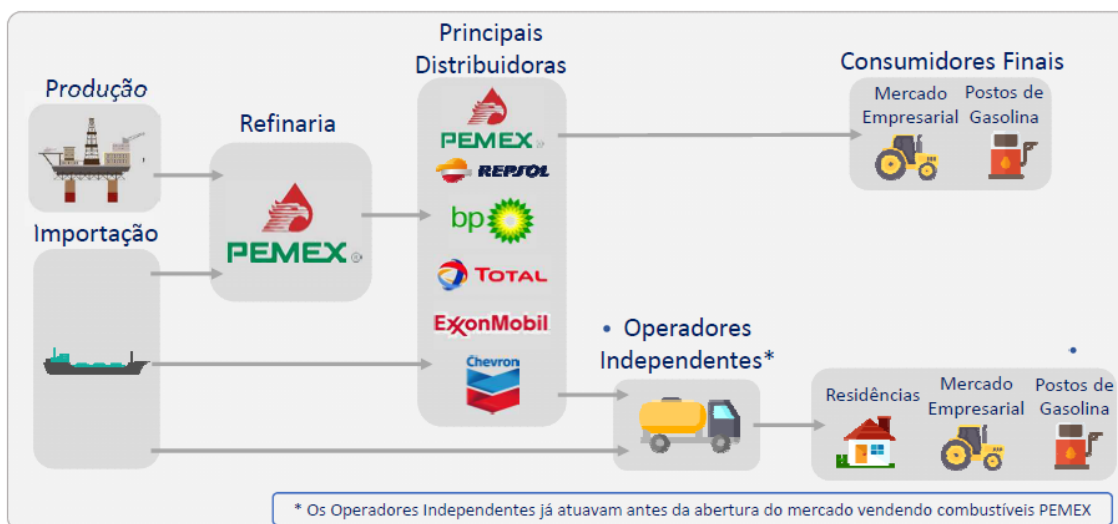 Produção
Importação
Refinaria
PEMEX®
Principais
Distribuidoras
PEMEX
REPSOL
bp
TOTAL
ExxonMobil
Chevron
• Operadores
Independentes*
Consumidores Finais
Mercado
Empresarial
Postos de
Gasolina
Residências
Mercado
Empresarial
Postos de
Gasolina
* Os Operadores Independentes já atuavam antes da abertura do mercado vendendo combustíveis PEMEX